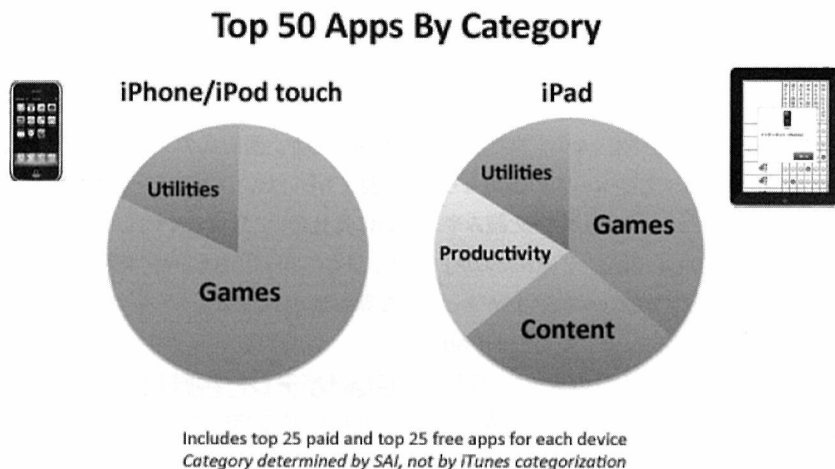 Top 50 Apps By Category
iPhone/iPod touch
iPad
Utilities
Games
Utilities
Games
Productivity
Content
Includes top 25 paid and top 25 free apps for each device
Category determined by SAI, not by iTunes categorization